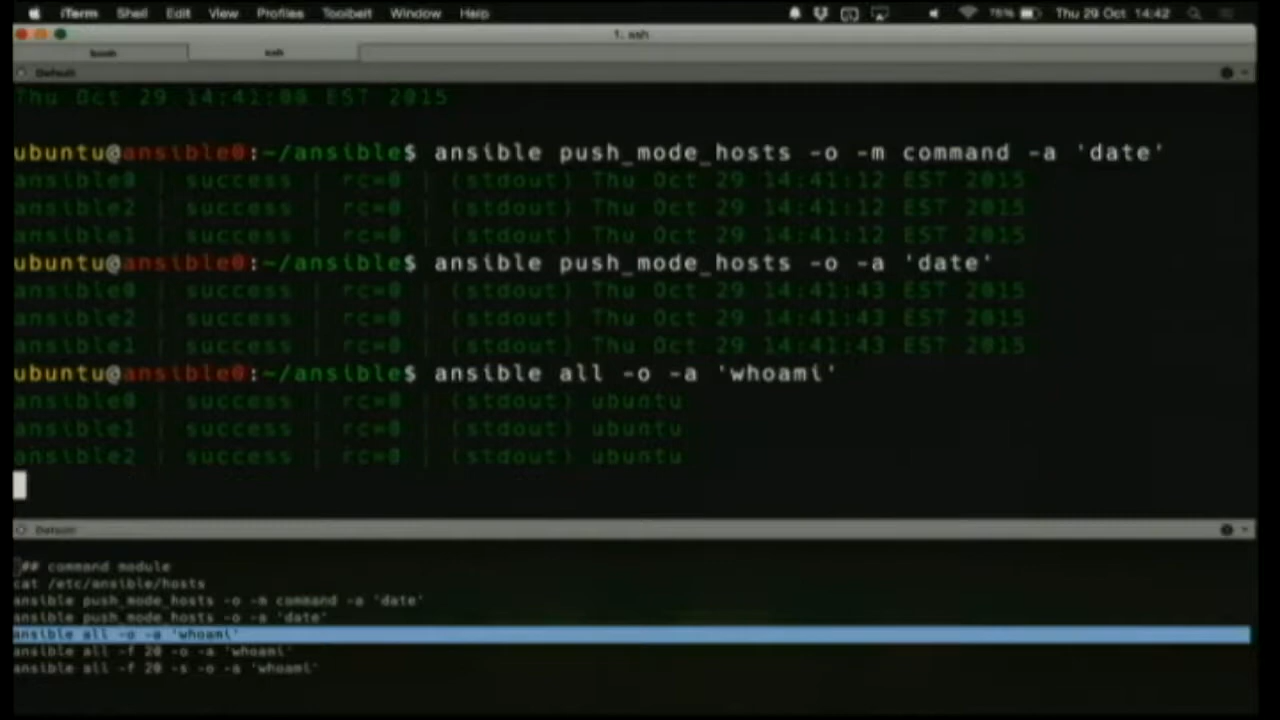 iTerm Shell Edit View Profiles Toolbelt Window Help 75% Thu 29 Oct 14:42
1. ssh
bash ssh
Default
Thu Oct 29 14:41:08 EST 2015
ubuntu@ansible0:~/ansible$ ansible push_mode_hosts -o -m command -a 'date'
ansible0 | success | rc=0 | (stdout) Thu Oct 29 14:41:12 EST 2015
ansible2 | success | rc=0 | (stdout) Thu Oct 29 14:41:12 EST 2015
ansible1 | success | rc=0 | (stdout) Thu Oct 29 14:41:12 EST 2015
ubuntu@ansible0:~/ansible$ ansible push_mode_hosts -o -a 'date'
ansible0 | success | rc=0 | (stdout) Thu Oct 29 14:41:43 EST 2015
ansible2 | success | rc=0 | (stdout) Thu Oct 29 14:41:43 EST 2015
ansible1 | success | rc=0 | (stdout) Thu Oct 29 14:41:43 EST 2015
ubuntu@ansible0:~/ansible$ ansible all -o -a 'whoami'
ansible0 | success | rc=0 | (stdout) ubuntu
ansible1 | success | rc=0 | (stdout) ubuntu
ansible2 | success | rc=0 | (stdout) ubuntu
Default
## command module
cat /etc/ansible/hosts
ansible push_mode_hosts -o -m command -a 'date'
ansible push_mode_hosts -o -a 'date'
ansible all -o -a 'whoami'
ansible all -f 20 -o -a 'whoami'
ansible all -f 20 -s -o -a 'whoami'